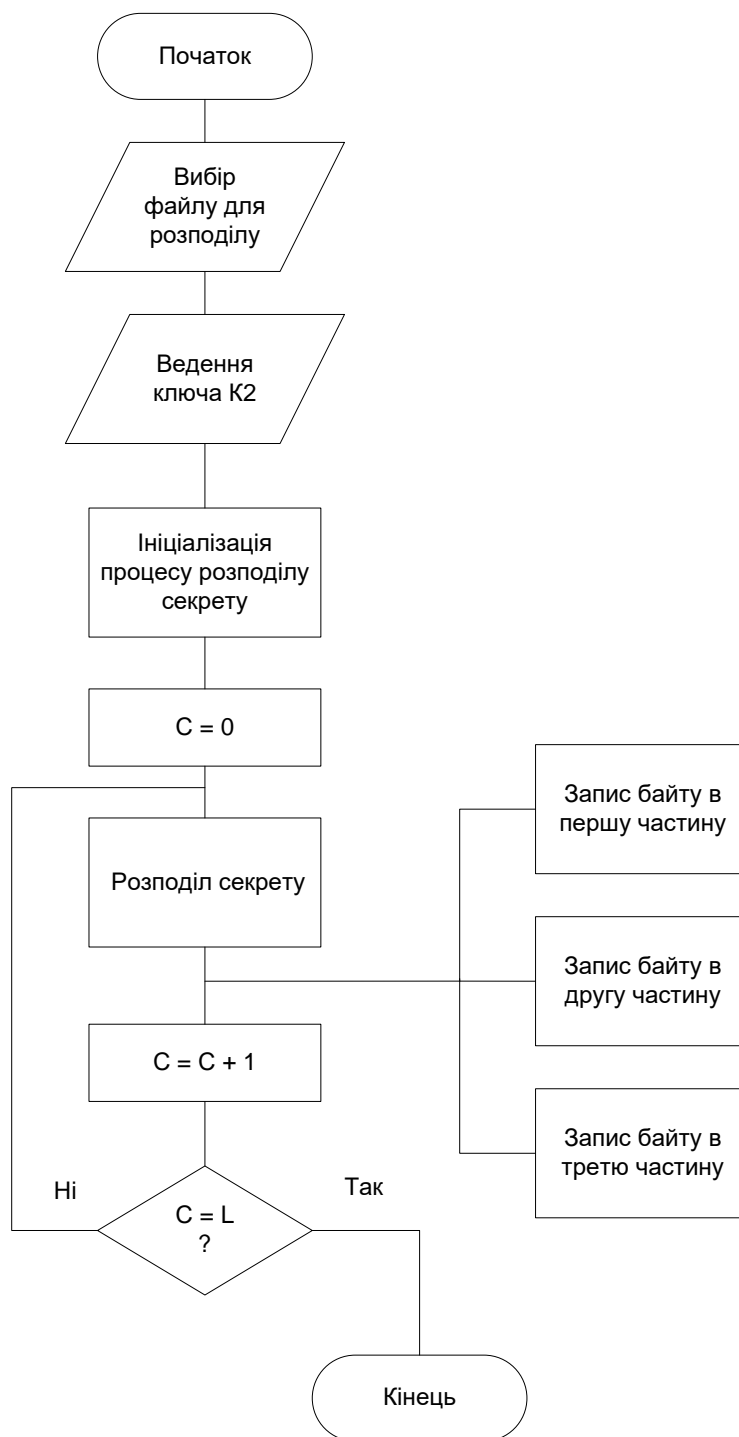 Початок
Вибір
файлу для
розподілу
Ведення
ключа К2
Ініціалізація
процесу розподілу
секрету
С = 0
Розподіл секрету
С = С + 1
С = L
?
Ні
Так
Кінець
Запис байту в
першу частину
Запис байту в
другу частину
Запис байту в
третю частину